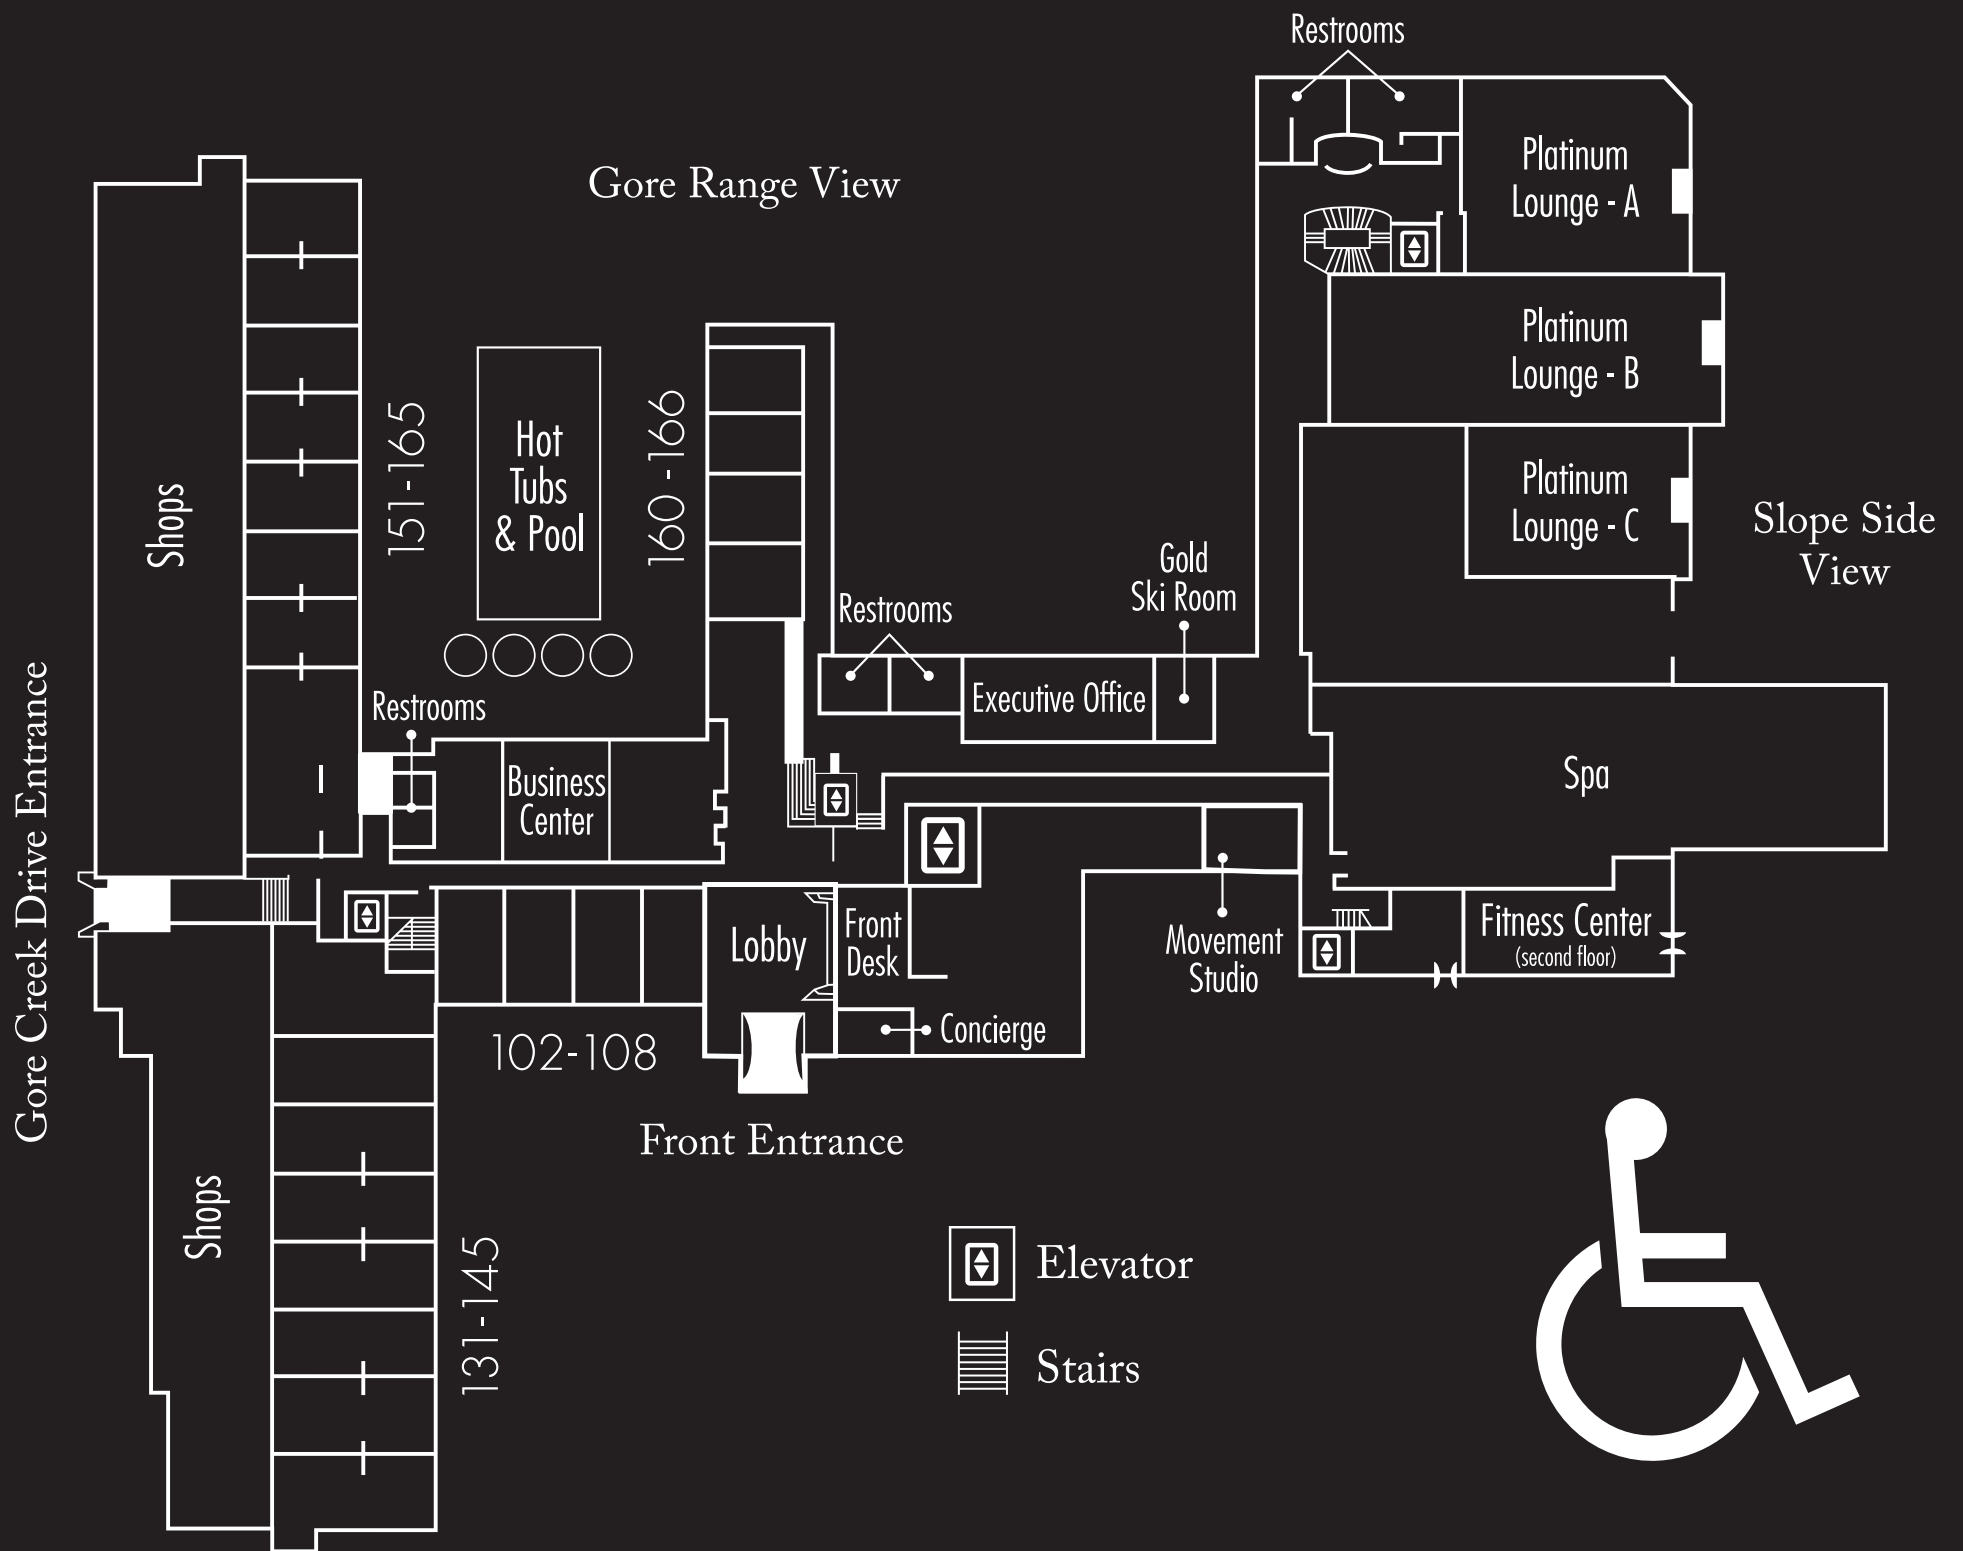 Restrooms
Platinum
Lounge - A
Gore Range View
Platinum
Lounge - B
Hot
Tubs
& Pool
151-165
160-166
Shops
Platinum
Lounge - C
Slope Side
View
Gold
Ski Room
Restrooms
Restrooms
Executive Office
Business
Center
Spa
Gore Creek Drive Entrance
Lobby
Front
Desk
Movement
Studio
Fitness Center
(second floor)
Concierge
102-108
Front Entrance
Shops
131-145
Elevator
Stairs